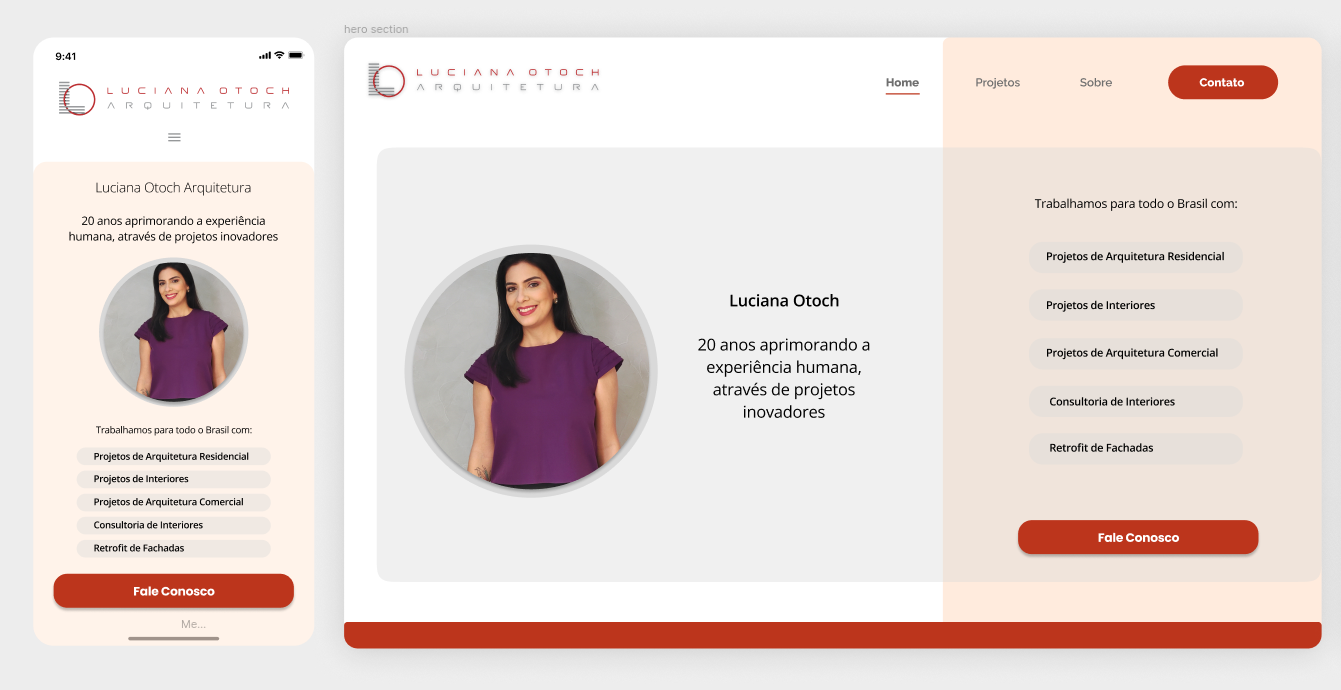 hero section
9:41
LUCIANA OTOCH
ARQUITETURA
Luciana Otoch Arquitetura
20 anos aprimorando a experiência
humana, através de projetos inovadores
Trabalhamos para todo o Brasil com:
Projetos de Arquitetura Residencial
Projetos de Interiores
Projetos de Arquitetura Comercial
Consultoria de Interiores
Retrofit de Fachadas
Fale Conosco
Me...
LUCIANA OTOCH
ARQUITETURA
Home
Projetos
Sobre
Contato
Luciana Otoch
20 anos aprimorando a
experiência humana,
através de projetos
inovadores
Trabalhamos para todo o Brasil com:
Projetos de Arquitetura Residencial
Projetos de Interiores
Projetos de Arquitetura Comercial
Consultoria de Interiores
Retrofit de Fachadas
Fale Conosco